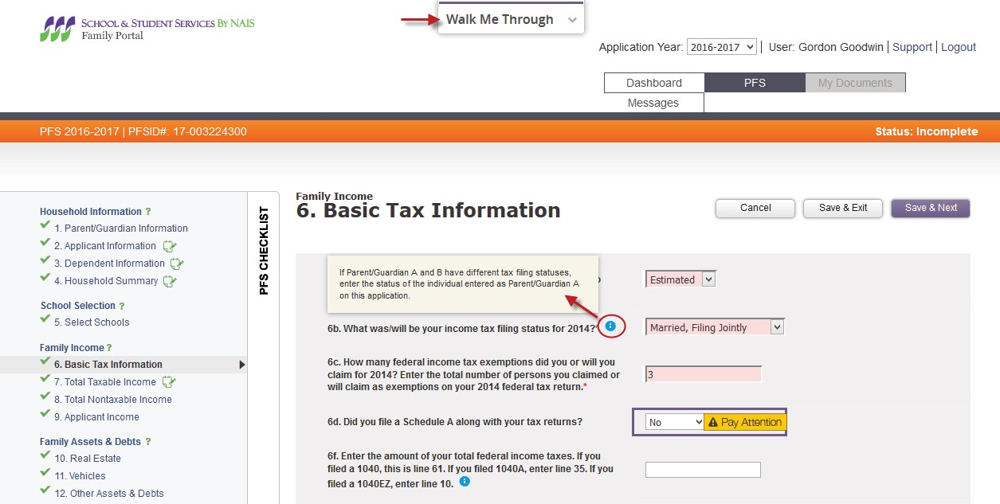 Walk Me Through
SCHOOL & STUDENT SERVICES BY NAIS
Family Portal
Application Year: 2016-2017 | User: Gordon Goodwin | Support | Logout
Dashboard PFS My Documents
Messages
PFS 2016-2017 | PFSID#: 17-003224300 Status: Incomplete
PFS CHECKLIST
Household Information ?
1. Parent/Guardian Information
2. Applicant Information
3. Dependent Information
4. Household Summary
School Selection ?
5. Select Schools
Family Income ?
6. Basic Tax Information
7. Total Taxable Income
8. Total Nontaxable Income
9. Applicant Income
Family Assets & Debts ?
10. Real Estate
11. Vehicles
12. Other Assets & Debts
Family Income
6. Basic Tax Information
Cancel Save & Exit Save & Next
If Parent/Guardian A and B have different tax filing statuses,
enter the status of the individual entered as Parent/Guardian A
on this application.
Estimated
6b. What was/will be your income tax filing status for 2014?*
Married, Filing Jointly
6c. How many federal income tax exemptions did you or will you
claim for 2014? Enter the total number of persons you claimed or
will claim as exemptions on your 2014 federal tax return.*
3
6d. Did you file a Schedule A along with your tax returns?
No Pay Attention
6f. Enter the amount of your total federal income taxes. If you
filed a 1040, this is line 61. If you filed 1040A, enter line 35. If you
filed a 1040EZ, enter line 10.